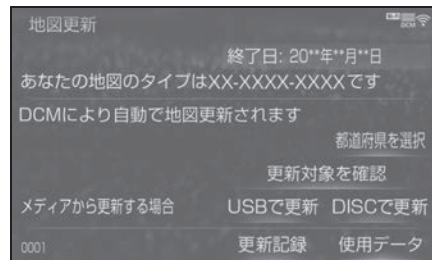 地図更新
DCM
終了日: 20**年**月**日
あなたの地図のタイプはXX-XXXX-XXXXです
DCMにより自動で地図更新されます
都道府県を選択
更新対象を確認
メディアから更新する場合 USBで更新 DISCで更新
0001 更新記録 使用データ